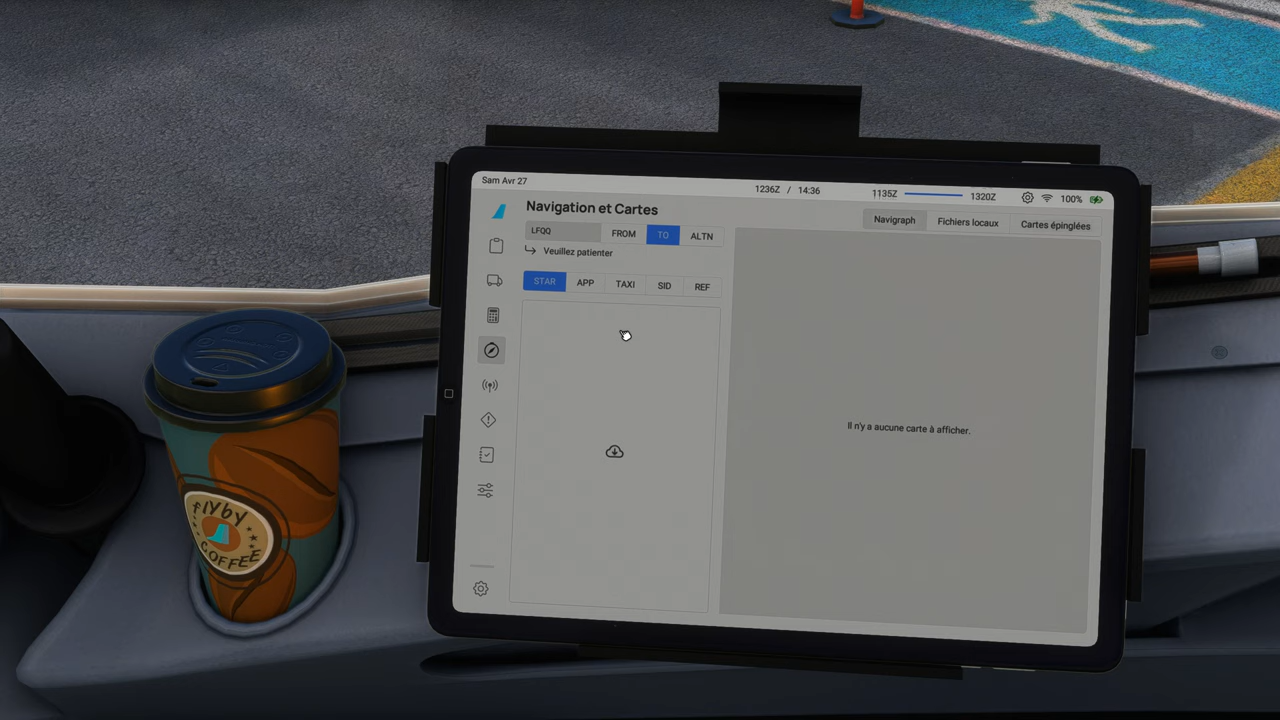 Sam Avr 27
1236Z / 14:36
1135Z 1320Z
100%
Navigation et Cartes
Navigraph Fichiers locaux Cartes épinglées
LFQQ FROM TO ALTN
Veuillez patienter
STAR APP TAXI SID REF
Il n'y a aucune carte à afficher.
flyby
COFFEE